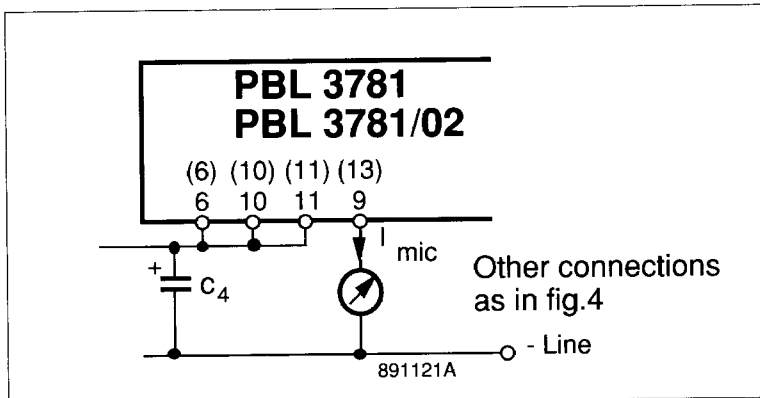 PBL 3781
PBL 3781/02
(6) (10) (11) (13)
6 10 11 9
I mic
+
C4
Other connections
as in fig.4
- Line
891121A